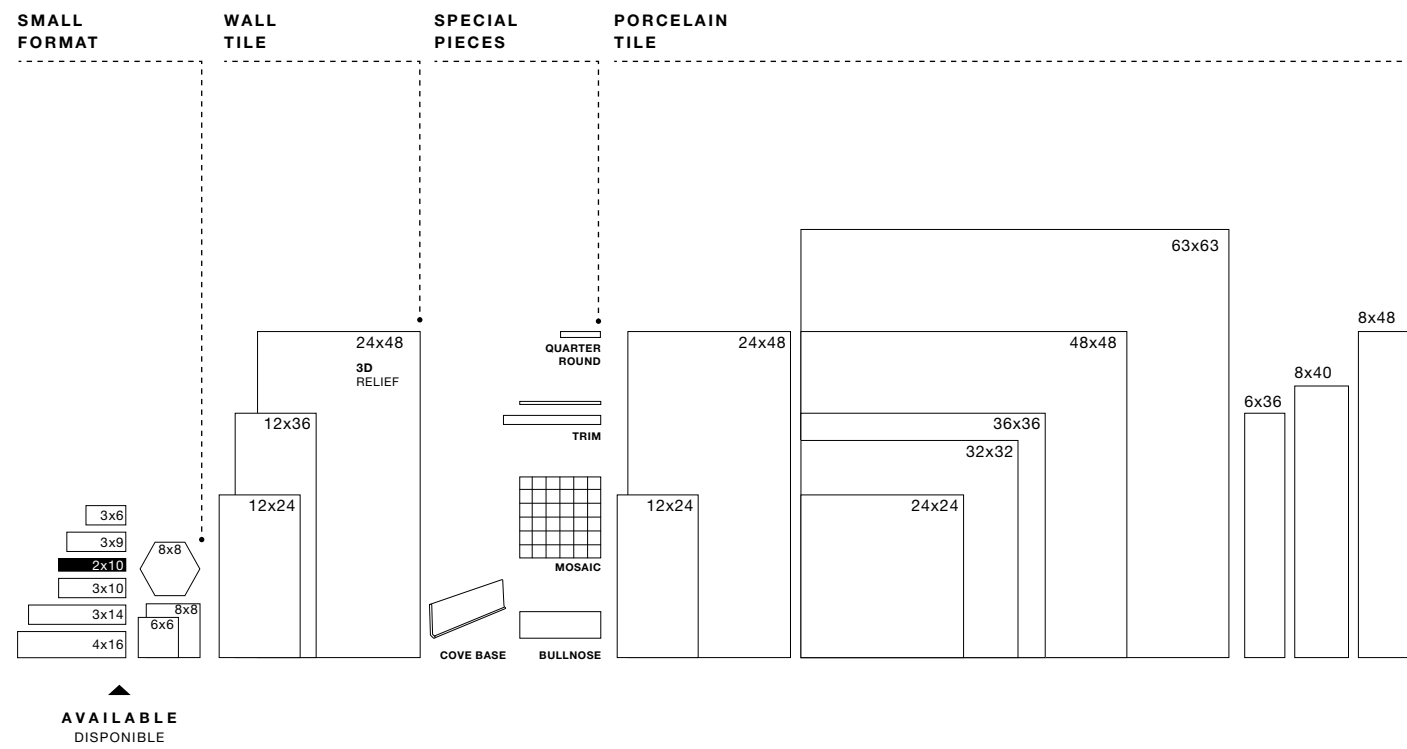 SMALL
FORMAT
WALL
TILE
SPECIAL
PIECES
PORCELAIN
TILE
3x6
3x9
2x10
3x10
3x14
4x16
8x8
8x8
6x6
24x48
3D
RELIEF
12x36
12x24
QUARTER
ROUND
TRIM
MOSAIC
COVE BASE
BULLNOSE
24x48
12x24
63x63
48x48
36x36
32x32
24x24
6x36
8x40
8x48
AVAILABLE
DISPONIBLE